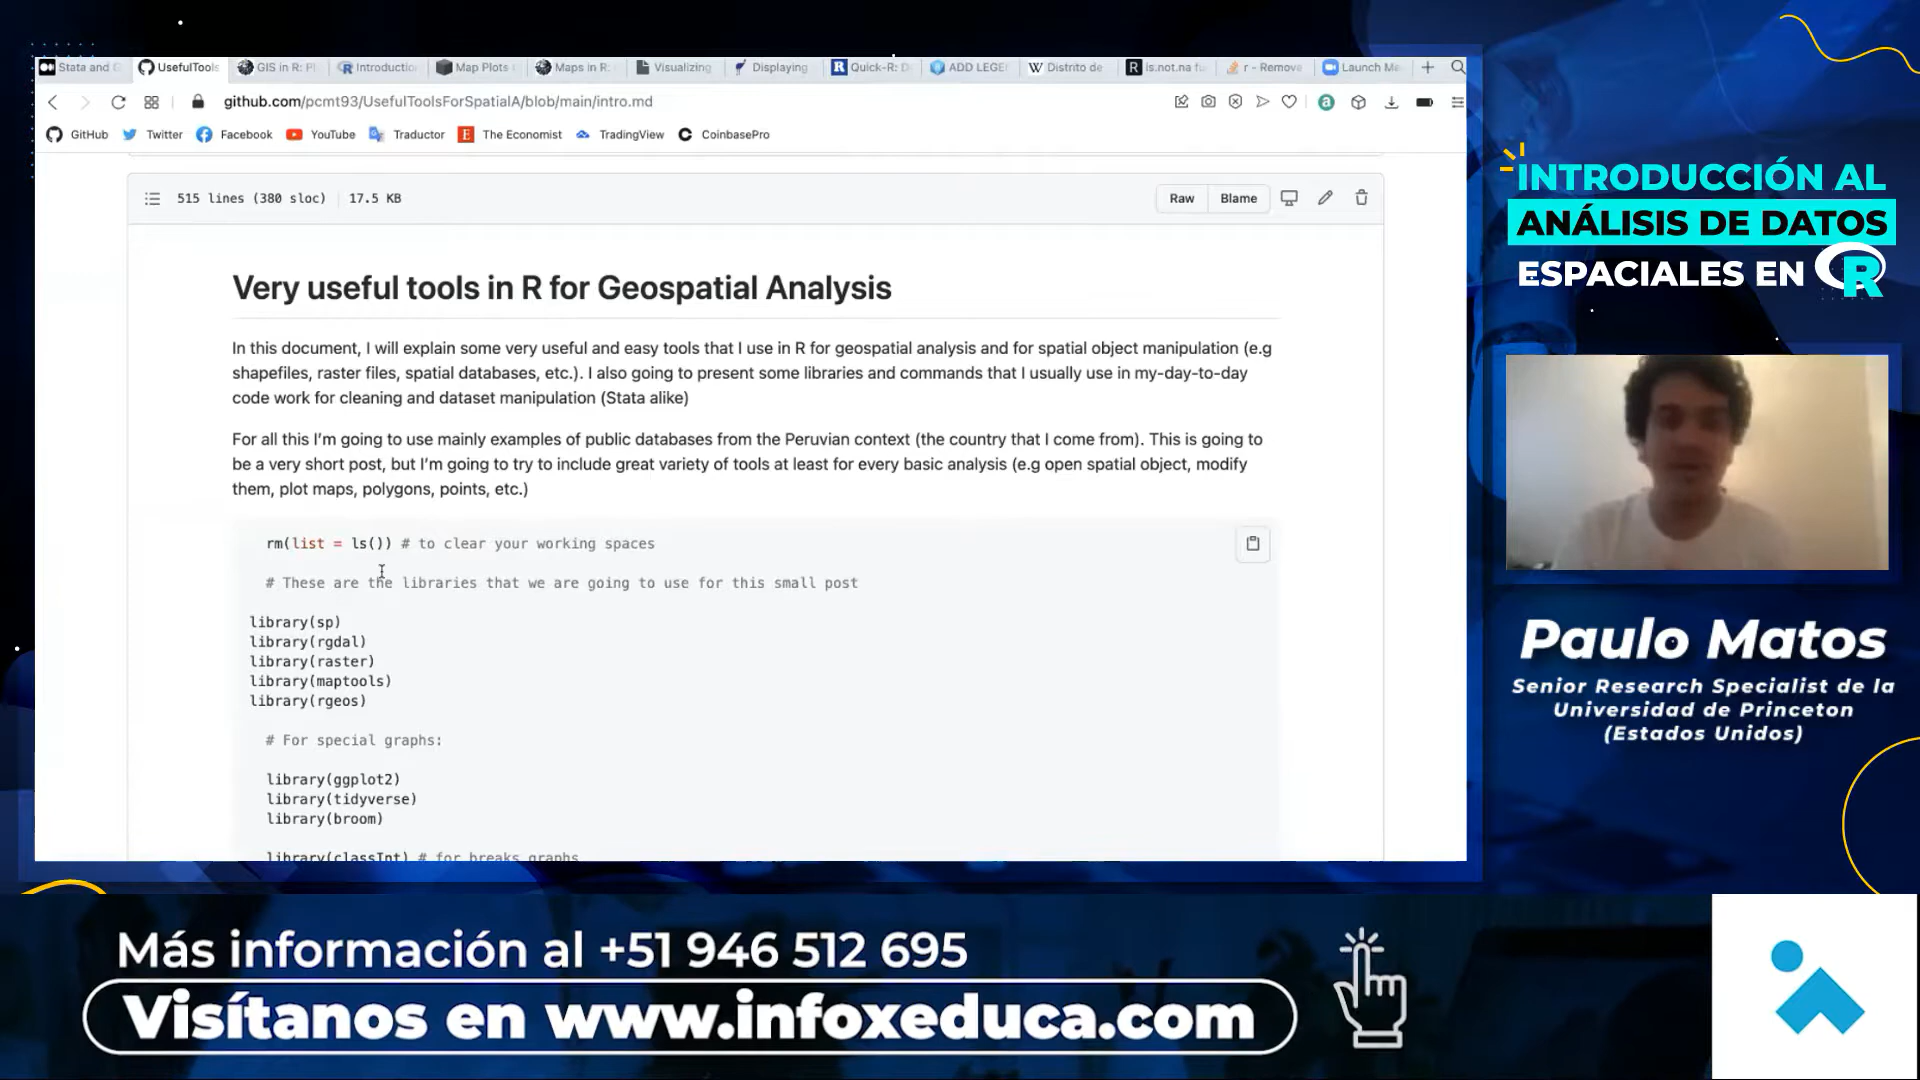 Stata and G
UsefulTools
GIS in R: Pl
Introduction
Map Plots
Maps in R:
Visualizing
Displaying
Quick-R: D
ADD LEGE
Distrito de
is.not.na fu
r - Remove
Launch Me
github.com/pcmt93/UsefulToolsForSpatialA/blob/main/intro.md
GitHub
Twitter
Facebook
YouTube
Traductor
The Economist
TradingView
CoinbasePro
515 lines (380 sloc) | 17.5 KB
Raw
Blame
Very useful tools in R for Geospatial Analysis
In this document, I will explain some very useful and easy tools that I use in R for geospatial analysis and for spatial object manipulation (e.g
shapefiles, raster files, spatial databases, etc.). I also going to present some libraries and commands that I usually use in my-day-to-day
code work for cleaning and dataset manipulation (Stata alike)
For all this I'm going to use mainly examples of public databases from the Peruvian context (the country that I come from). This is going to
be a very short post, but I'm going to try to include great variety of tools at least for every basic analysis (e.g open spatial object, modify
them, plot maps, polygons, points, etc.)
rm(list = ls()) # to clear your working spaces
# These are the libraries that we are going to use for this small post
library(sp)
library(rgdal)
library(raster)
library(maptools)
library(rgeos)
# For special graphs:
library(ggplot2)
library(tidyverse)
library(broom)
library(classInt) # for breaks graphs
INTRODUCCIÓN AL
ANÁLISIS DE DATOS
ESPACIALES EN R
Paulo Matos
Senior Research Specialist de la
Universidad de Princeton
(Estados Unidos)
Más información al +51 946 512 695
Visítanos en www.infoxeduca.com